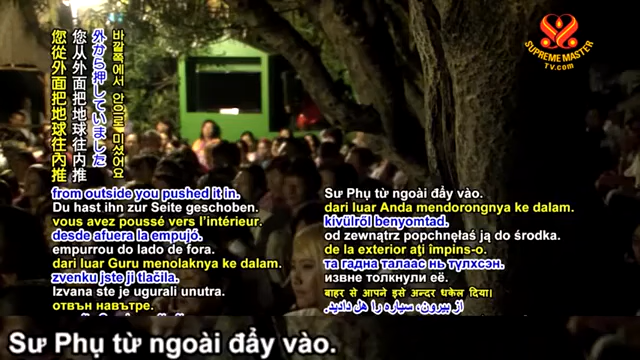 바깥쪽에서 안으로 미셨어요
外から押していました
您从外面把地球往内推
您從外面把地球往內推
SUPREME MASTER
TV.com
from outside you pushed it in.
Du hast ihn zur Seite geschoben.
vous avez poussé vers l'intérieur.
desde afuera la empujó.
empurrou do lado de fora.
dari luar Guru menolaknya ke dalam.
zvenku jste ji tlačila.
Izvana ste je ugurali unutra.
отвън навътре.
Sư Phụ từ ngoài đẩy vào.
dari luar Anda mendorongnya ke dalam.
kívülről benyomtad.
od zewnątrz popchnęłaś ją do środka.
de la exterior aţi împins-o.
та гадна талаас нь түлхсэн.
извне толкнули её.
बाहर से आपने इसे अन्दर धकेल दिया।
از بیرون، سیاره را هل دادید.
Sư Phụ từ ngoài đẩy vào.